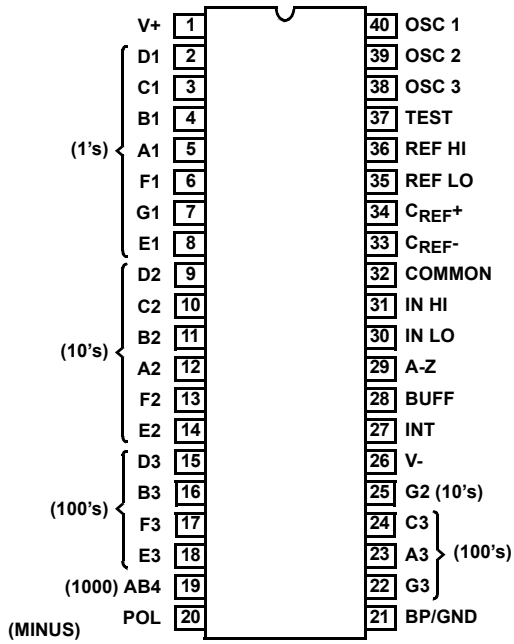 V+ 1 40 OSC 1
D1 2 39 OSC 2
C1 3 38 OSC 3
B1 4 37 TEST
(1's) A1 5 36 REF HI
F1 6 35 REF LO
G1 7 34 CREF+
E1 8 33 CREF-
D2 9 32 COMMON
C2 10 31 IN HI
B2 11 30 IN LO
(10's) A2 12 29 A-Z
F2 13 28 BUFF
E2 14 27 INT
D3 15 26 V-
B3 16 25 G2 (10's)
(100's) F3 17 24 C3
E3 18 23 A3 (100's)
(1000) AB4 19 22 G3
(MINUS) POL 20 21 BP/GND